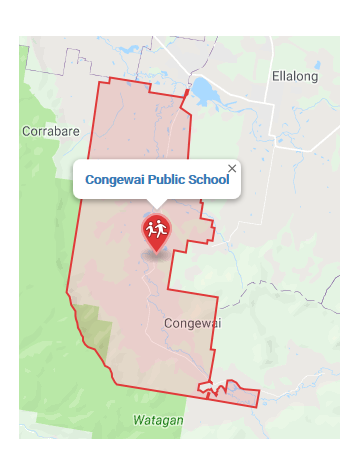 Ellalong
Corrabare
Congewai Public School
Congewai
Watagan